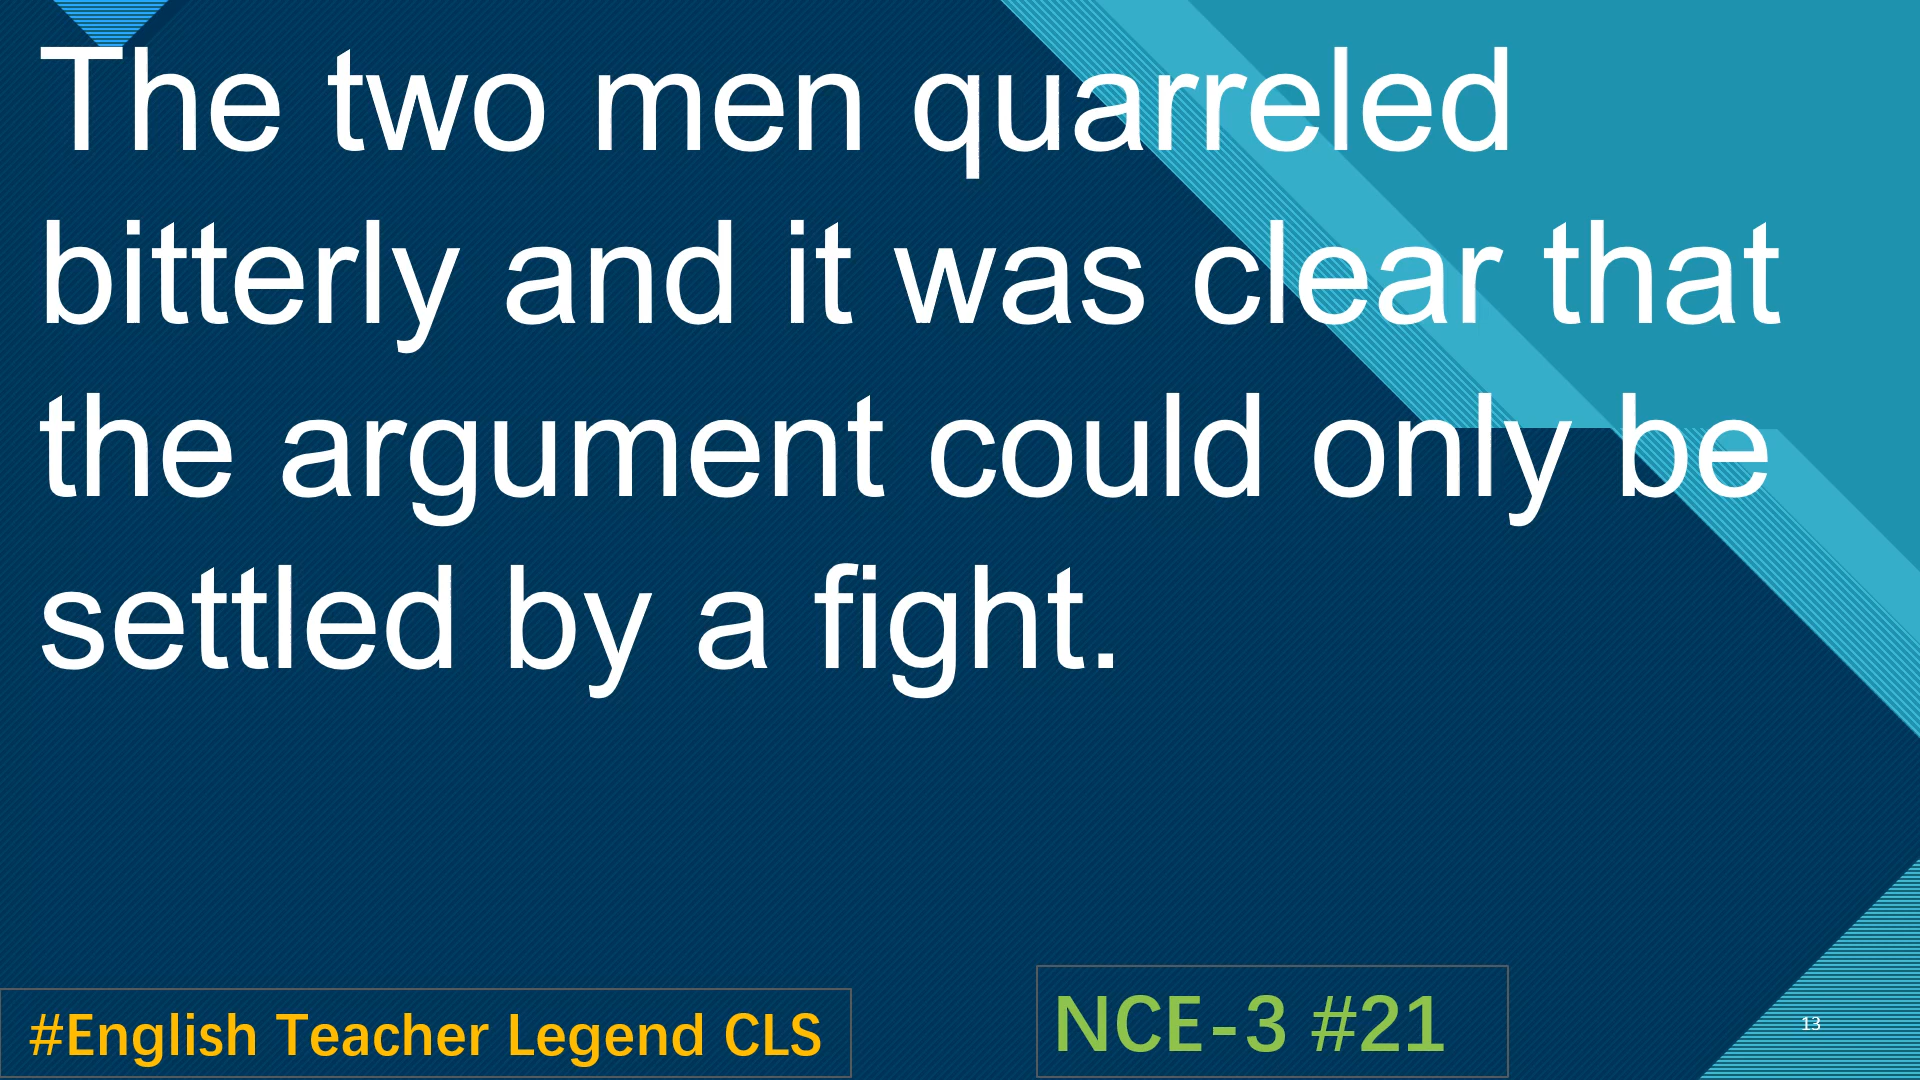 The two men quarreled
bitterly and it was clear that
the argument could only be
settled by a fight.
#English Teacher Legend CLS
NCE-3 #21
13